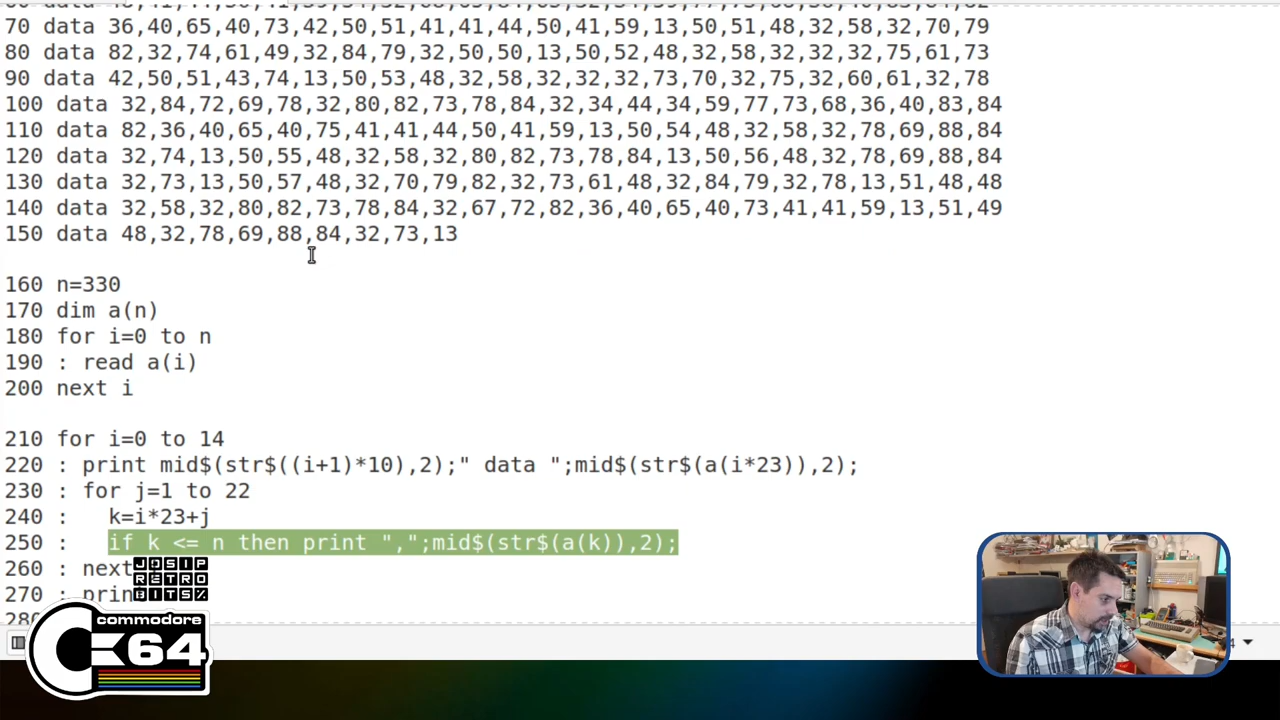 70 data 36,40,65,40,73,42,50,51,41,41,44,50,41,59,13,50,51,48,32,58,32,70,79
80 data 82,32,74,61,49,32,84,79,32,50,50,13,50,52,48,32,58,32,32,32,75,61,73
90 data 42,50,51,43,74,13,50,53,48,32,58,32,32,32,73,70,32,75,32,60,61,32,78
100 data 32,84,72,69,78,32,80,82,73,78,84,32,34,44,34,59,77,73,68,36,40,83,84
110 data 82,36,40,65,40,75,41,41,44,50,41,59,13,50,54,48,32,58,32,78,69,88,84
120 data 32,74,13,50,55,48,32,58,32,80,82,73,78,84,13,50,56,48,32,78,69,88,84
130 data 32,73,13,50,57,48,32,70,79,82,32,73,61,48,32,84,79,32,78,13,51,48,48
140 data 32,58,32,80,82,73,78,84,32,67,72,82,36,40,65,40,73,41,41,59,13,51,49
150 data 48,32,78,69,88,84,32,73,13
160 n=330
170 dim a(n)
180 for i=0 to n
190 : read a(i)
200 next i
210 for i=0 to 14
220 : print mid$(str$((i+1)*10),2);" data ";mid$(str$(a(i*23)),2);
230 : for j=1 to 22
240 :   k=i*23+j
250 :   if k <= n then print ",";mid$(str$(a(k)),2);
260 : next
270 : prin
JOSIP
RETRO
BITS%
commodore
64